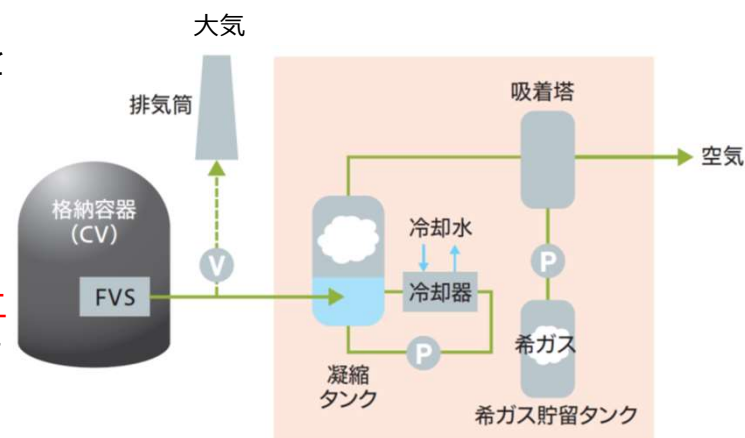 大気
排気筒
吸着塔
空気
格納容器
（CV）
冷却水
V
P
FVS
冷却器
希ガス
P
凝縮
タンク
希ガス貯留タンク